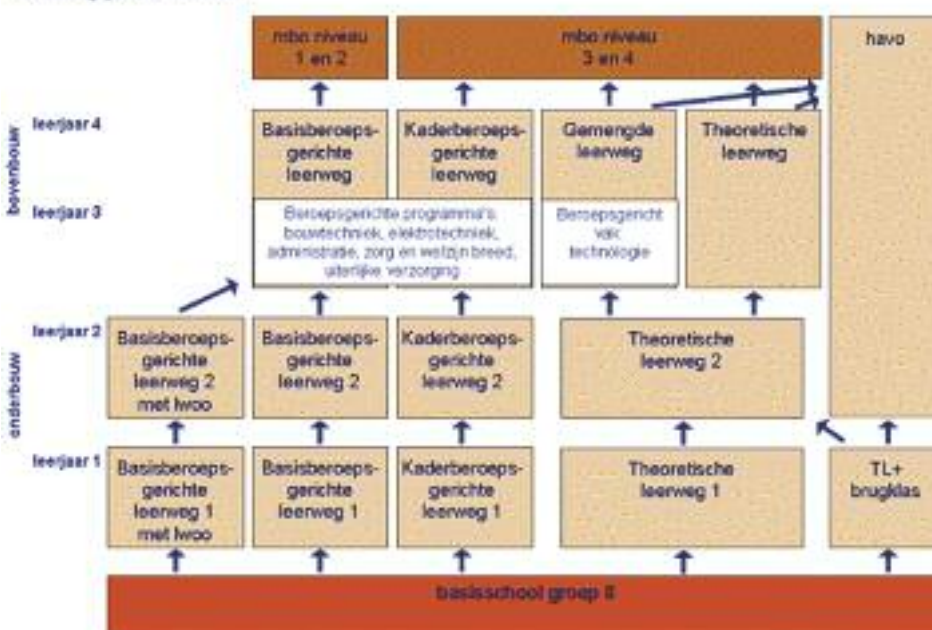 mbo niveau
1 en 2
mbo niveau
3 en 4
havo
bovenbouw
leerjaar 4
Basisberoeps-
gerichte
leerweg
Kaderberoeps-
gerichte
leerweg
Gemengde
leerweg
Theoretische
leerweg
leerjaar 3
Beroepsgerichte programma's
bouwtechniek, elektrotechniek,
administratie, zorg en welzijn breed,
uiterlijke verzorging
Beroepsgericht
vak
technologie
onderbouw
leerjaar 2
Basisberoeps-
gerichte
leerweg 2
met lwoo
Basisberoeps-
gerichte
leerweg 2
Kaderberoeps-
gerichte
leerweg 2
Theoretische
leerweg 2
leerjaar 1
Basisberoeps-
gerichte
leerweg 1
met lwoo
Basisberoeps-
gerichte
leerweg 1
Kaderberoeps-
gerichte
leerweg 1
Theoretische
leerweg 1
TL+
brugklas
basisschool groep 8